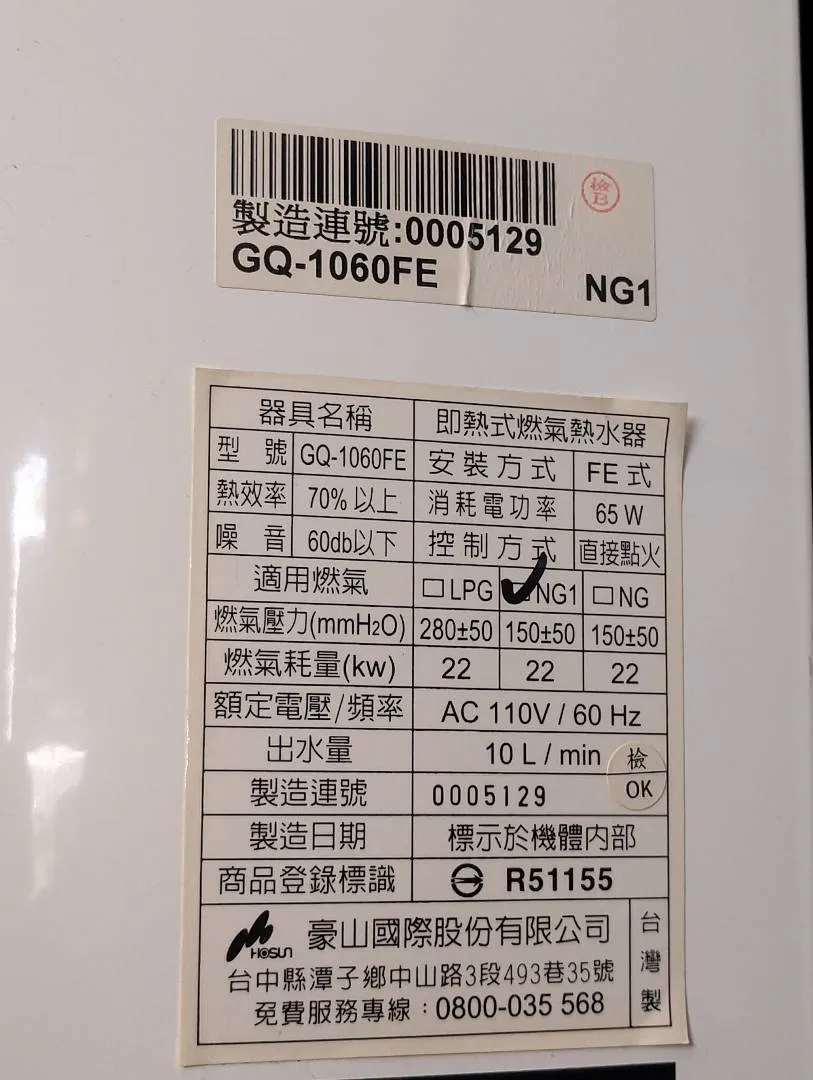 製造連號:0005129
檢
B
GQ-1060FE
NG1
器具名稱 即熱式燃氣熱水器
型 號 GQ-1060FE 安裝方式 FE式
熱效率 70%以上 消耗電功率 65W
噪 音 60db以下 控制方式 直接點火
適用燃氣 □LPG ✓□NG1 □NG
燃氣壓力(mmH2O) 280±50 150±50 150±50
燃氣耗量(kw) 22 22 22
額定電壓/頻率 AC 110V / 60 Hz
出水量 10 L / min
檢
OK
製造連號 0005129
製造日期 標示於機體內部
商品登錄標識 R51155
HOSUN 豪山國際股份有限公司
台中縣潭子鄉中山路3段493巷35號
免費服務專線：0800-035 568
台灣製